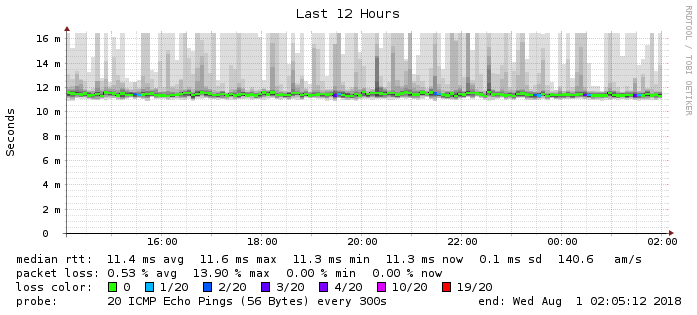 Last 12 Hours
RRDTOOL / TOBI OETIKER
Seconds
16 m
14 m
12 m
10 m
8 m
6 m
4 m
2 m
0
16:00 18:00 20:00 22:00 00:00 02:00
median rtt: 11.4 ms avg 11.6 ms max 11.3 ms min 11.3 ms now 0.1 ms sd 140.6 am/s
packet loss: 0.53 % avg 13.90 % max 0.00 % min 0.00 % now
loss color: 0 1/20 2/20 3/20 4/20 10/20 19/20
probe: 20 ICMP Echo Pings (56 Bytes) every 300s end: Wed Aug 1 02:05:12 2018